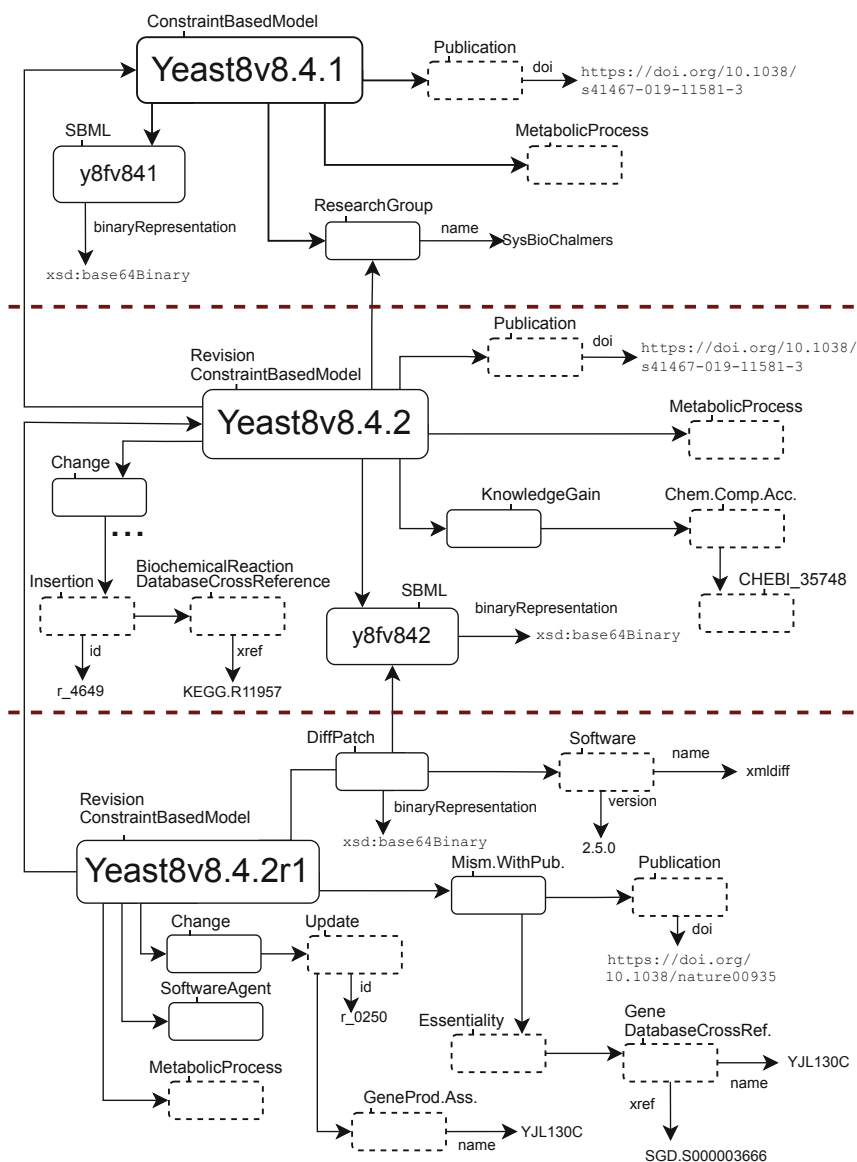 ConstraintBasedModel
Yeast8v8.4.1
Publication
doi
https://doi.org/10.1038/
s41467-019-11581-3
MetabolicProcess
SBML
y8fv841
binaryRepresentation
xsd:base64Binary
ResearchGroup
name
SysBioChalmers
Publication
doi
https://doi.org/10.1038/
s41467-019-11581-3
Revision
ConstraintBasedModel
Yeast8v8.4.2
MetabolicProcess
Change
...
KnowledgeGain
Chem.Comp.Acc.
CHEBI_35748
Insertion
id
r_4649
BiochemicalReaction
DatabaseCrossReference
xref
KEGG.R11957
SBML
y8fv842
binaryRepresentation
xsd:base64Binary
DiffPatch
binaryRepresentation
xsd:base64Binary
Software
name
xmldiff
version
2.5.0
Revision
ConstraintBasedModel
Yeast8v8.4.2r1
Mism.WithPub.
Publication
doi
https://doi.org/
10.1038/nature00935
Change
Update
id
r_0250
SoftwareAgent
Essentiality
Gene
DatabaseCrossRef.
name
YJL130C
xref
SGD.S000003666
MetabolicProcess
GeneProd.Ass.
name
YJL130C